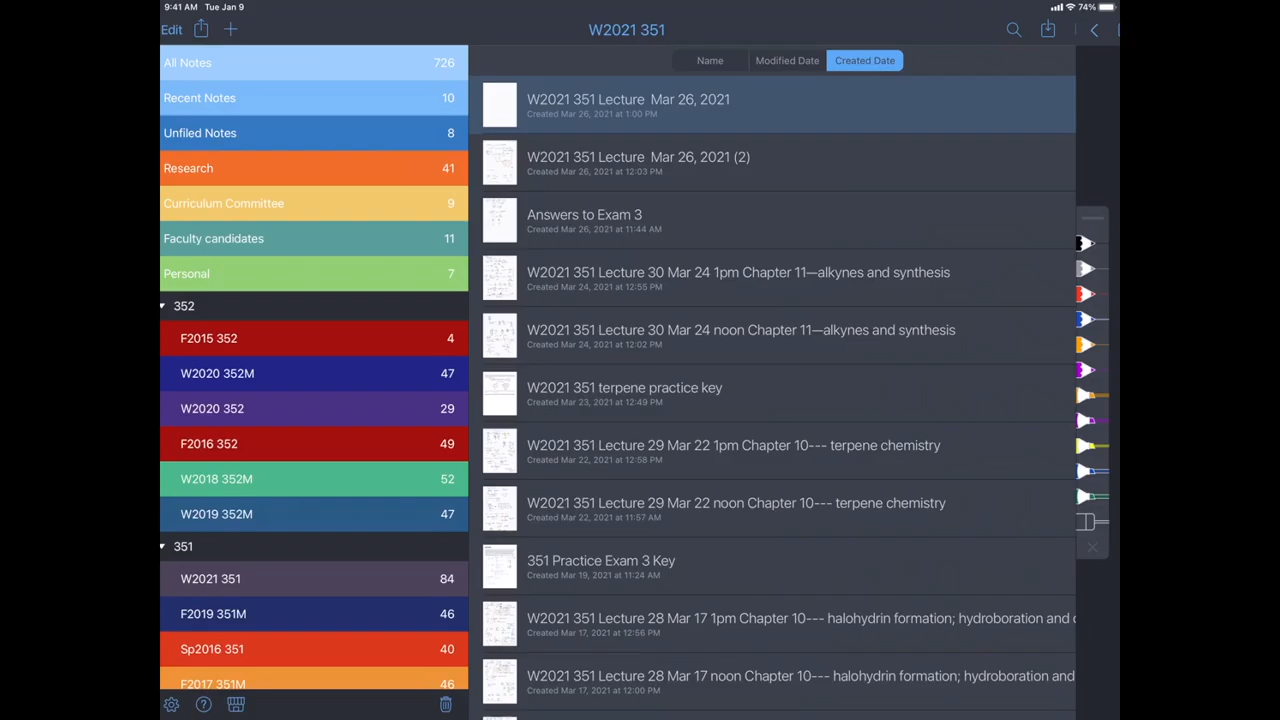 9:41 AM Tue Jan 9
74%
Edit
W2021 351
All Notes 726
Recent Notes 10
Unfiled Notes 8
Research 41
Curriculum Committee 9
Faculty candidates 11
Personal 7
352
F2015 352 4
W2020 352M 47
W2020 352 29
F2016 352 49
W2018 352M 52
W2019 352M 47
351
W2021 351 84
F2019 351M 46
Sp2016 351 40
F2017 351M 46
Name Modified Date Created Date
W2021 351 Lecture Mar 26, 2021
Created Mar 26, 2021 at 1:00 PM
W2021 351 Lecture Mar 26, 2021 (2)
Created Mar 26, 2021 at 12:03 PM
Answers to Exam 3
Created Mar 26, 2021 at 11:44 AM
W2021 351 Lecture 30 Mar 24 1pm Chapter 11—alkynes and synthesis
Created Mar 24, 2021 at 12:55 PM
W2021 351 Lecture 30 Mar 24 noon Chapter 11—alkynes and synthesis
Created Mar 24, 2021 at 12:02 PM
W2021 351 terpene practice key
Created Mar 23, 2021 at 12:49 PM
W2021 351 Lecture 29 Mar 22 1pm Chapter 10--- terpene chemistry
Created Mar 22, 2021 at 12:58 PM
W2021 351 Lecture 29 Mar 22 noon Chapter 10--- terpene chemistry
Created Mar 22, 2021 at 11:57 AM
351 Practice Exam 3 Key
Created Mar 19, 2021 at 11:24 AM
W2021 351 Lecture 28 Mar 17 1pm Chapter 10--- halohydrin formation; hydroboration and
Created Mar 17, 2021 at 12:56 PM
W2021 351 Lecture 28 Mar 17 noon Chapter 10--- halohydrin formation; hydroboration and
Created Mar 17, 2021 at 12:00 PM